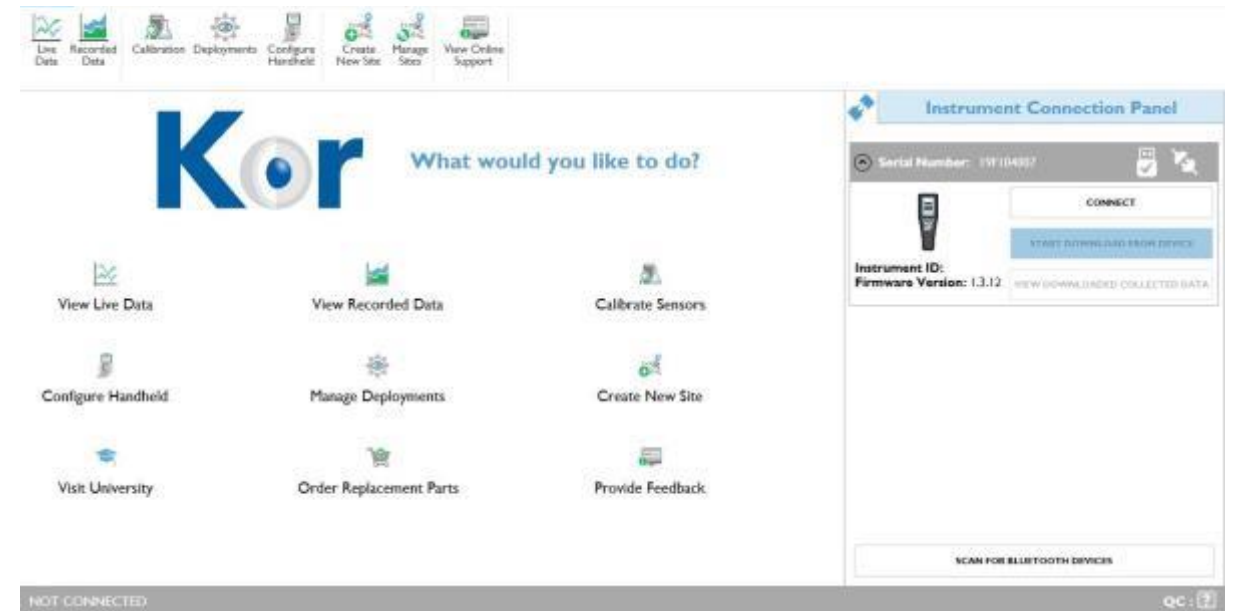 Live Data
Recorded Data
Calibration
Deployments
Configure Handheld
Create New Site
Manage Sites
View Online Support
Kor
What would you like to do?
View Live Data
View Recorded Data
Calibrate Sensors
Configure Handheld
Manage Deployments
Create New Site
Visit University
Order Replacement Parts
Provide Feedback
Instrument Connection Panel
Serial Number:
CONNECT
START DOWNLOAD FROM DEVICE
Instrument ID:
Firmware Version: 1.3.12
VIEW DOWNLOADED COLLECTED DATA
SCAN FOR BLUETOOTH DEVICES
NOT CONNECTED
QC: ?